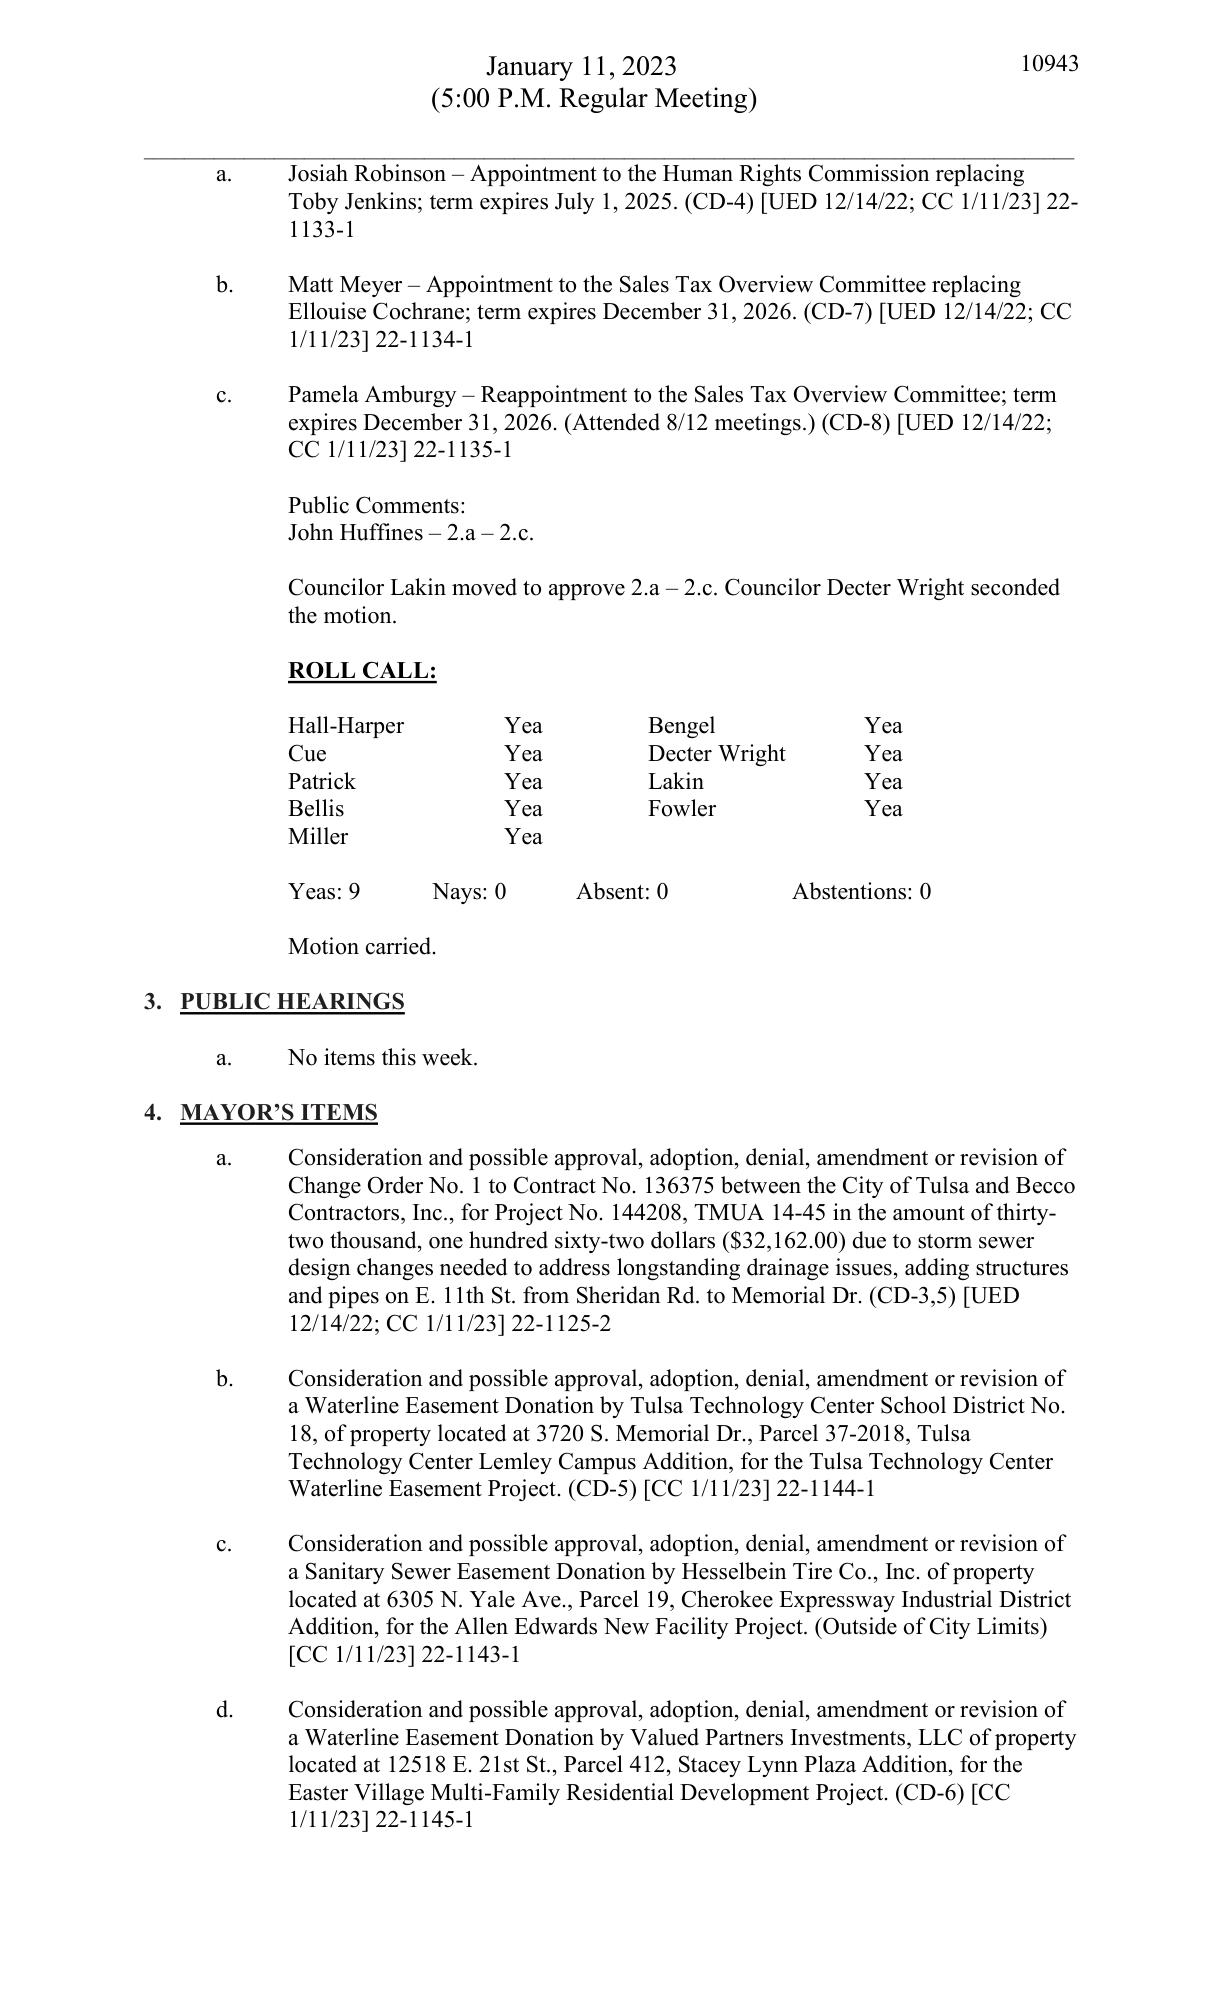 January 11, 2023
10943
(5:00 P.M. Regular Meeting)
a. Josiah Robinson – Appointment to the Human Rights Commission replacing
Toby Jenkins; term expires July 1, 2025. (CD-4) [UED 12/14/22; CC 1/11/23] 22-
1133-1
b. Matt Meyer – Appointment to the Sales Tax Overview Committee replacing
Ellouise Cochrane; term expires December 31, 2026. (CD-7) [UED 12/14/22; CC
1/11/23] 22-1134-1
c. Pamela Amburgy – Reappointment to the Sales Tax Overview Committee; term
expires December 31, 2026. (Attended 8/12 meetings.) (CD-8) [UED 12/14/22;
CC 1/11/23] 22-1135-1
Public Comments:
John Huffines – 2.a – 2.c.
Councilor Lakin moved to approve 2.a – 2.c. Councilor Decter Wright seconded
the motion.
ROLL CALL:
Hall-Harper Yea Bengel Yea
Cue Yea Decter Wright Yea
Patrick Yea Lakin Yea
Bellis Yea Fowler Yea
Miller Yea
Yeas: 9 Nays: 0 Absent: 0 Abstentions: 0
Motion carried.
3. PUBLIC HEARINGS
a. No items this week.
4. MAYOR’S ITEMS
a. Consideration and possible approval, adoption, denial, amendment or revision of
Change Order No. 1 to Contract No. 136375 between the City of Tulsa and Becco
Contractors, Inc., for Project No. 144208, TMUA 14-45 in the amount of thirty-
two thousand, one hundred sixty-two dollars ($32,162.00) due to storm sewer
design changes needed to address longstanding drainage issues, adding structures
and pipes on E. 11th St. from Sheridan Rd. to Memorial Dr. (CD-3,5) [UED
12/14/22; CC 1/11/23] 22-1125-2
b. Consideration and possible approval, adoption, denial, amendment or revision of
a Waterline Easement Donation by Tulsa Technology Center School District No.
18, of property located at 3720 S. Memorial Dr., Parcel 37-2018, Tulsa
Technology Center Lemley Campus Addition, for the Tulsa Technology Center
Waterline Easement Project. (CD-5) [CC 1/11/23] 22-1144-1
c. Consideration and possible approval, adoption, denial, amendment or revision of
a Sanitary Sewer Easement Donation by Hesselbein Tire Co., Inc. of property
located at 6305 N. Yale Ave., Parcel 19, Cherokee Expressway Industrial District
Addition, for the Allen Edwards New Facility Project. (Outside of City Limits)
[CC 1/11/23] 22-1143-1
d. Consideration and possible approval, adoption, denial, amendment or revision of
a Waterline Easement Donation by Valued Partners Investments, LLC of property
located at 12518 E. 21st St., Parcel 412, Stacey Lynn Plaza Addition, for the
Easter Village Multi-Family Residential Development Project. (CD-6) [CC
1/11/23] 22-1145-1